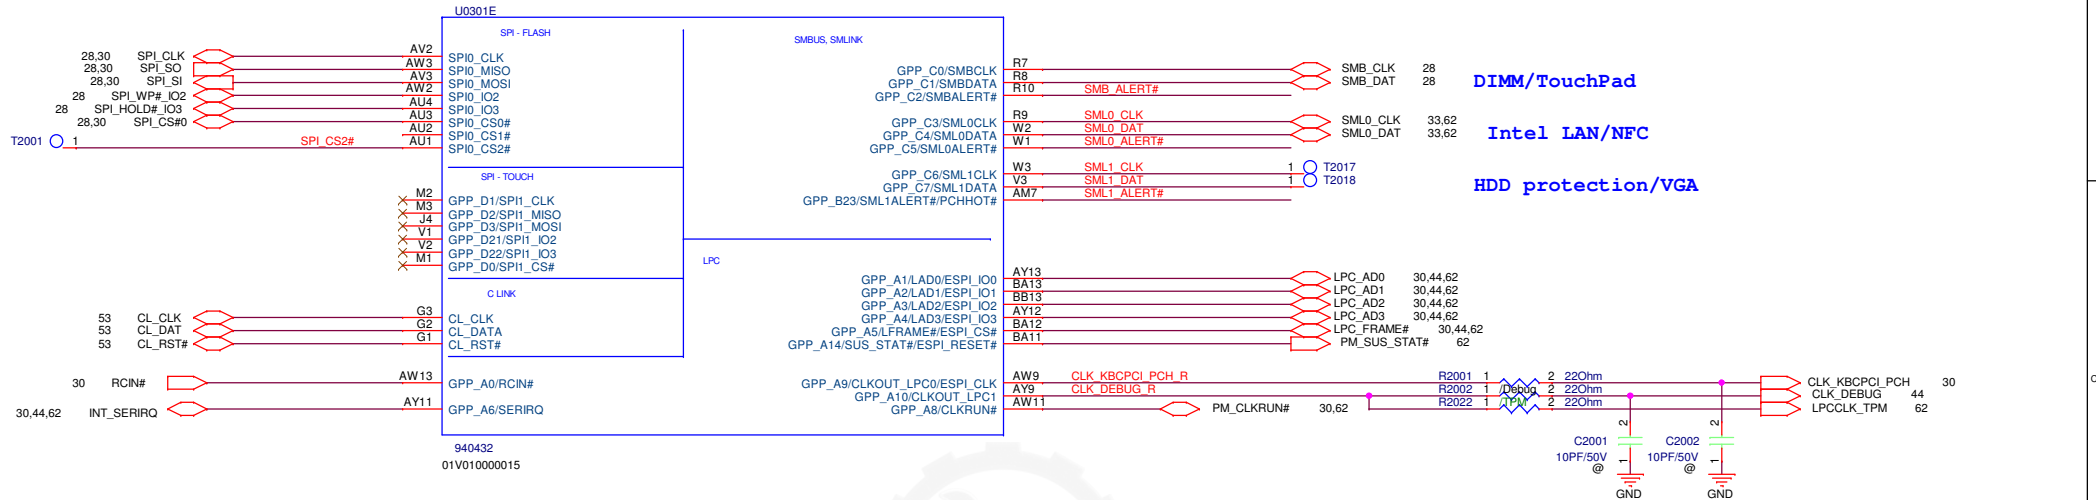 U0301E
SPI - FLASH
SMBUS, SMLINK
28,30 SPI_CLK AV2 SPI0_CLK
28,30 SPI_SO AW3 SPI0_MISO
28,30 SPI_SI AV3 SPI0_MOSI
28 SPI_WP#_IO2 AW2 SPI0_IO2
28 SPI_HOLD#_IO3 AU4 SPI0_IO3
28,30 SPI_CS#0 AU3 SPI0_CS0#
AU2 SPI0_CS1#
T2001 1 SPI_CS2# AU1 SPI0_CS2#
GPP_C0/SMBCLK R7 SMB_CLK 28
GPP_C1/SMBDATA R8 SMB_DAT 28
GPP_C2/SMBALERT# R10 SMB_ALERT#
DIMM/TouchPad
GPP_C3/SML0CLK R9 SML0_CLK SML0_CLK 33,62
GPP_C4/SML0DATA W2 SML0_DAT SML0_DAT 33,62
GPP_C5/SML0ALERT# W1 SML0_ALERT#
Intel LAN/NFC
GPP_C6/SML1CLK W3 SML1_CLK 1 T2017
GPP_C7/SML1DATA V3 SML1_DAT 1 T2018
GPP_B23/SML1ALERT#/PCHHOT# AM7 SML1_ALERT#
HDD protection/VGA
SPI - TOUCH
M2 GPP_D1/SPI1_CLK
M3 GPP_D2/SPI1_MISO
J4 GPP_D3/SPI1_MOSI
V1 GPP_D21/SPI1_IO2
V2 GPP_D22/SPI1_IO3
M1 GPP_D0/SPI1_CS#
LPC
GPP_A1/LAD0/ESPI_IO0 AY13 LPC_AD0 30,44,62
GPP_A2/LAD1/ESPI_IO1 BA13 LPC_AD1 30,44,62
GPP_A3/LAD2/ESPI_IO2 BB13 LPC_AD2 30,44,62
GPP_A4/LAD3/ESPI_IO3 AY12 LPC_AD3 30,44,62
GPP_A5/LFRAME#/ESPI_CS# BA12 LPC_FRAME# 30,44,62
GPP_A14/SUS_STAT#/ESPI_RESET# BA11 PM_SUS_STAT# 62
C LINK
53 CL_CLK G3 CL_CLK
53 CL_DAT G2 CL_DATA
53 CL_RST# G1 CL_RST#
30 RCIN# AW13 GPP_A0/RCIN#
30,44,62 INT_SERIRQ AY11 GPP_A6/SERIRQ
GPP_A9/CLKOUT_LPC0/ESPI_CLK AW9 CLK_KBCPCI_PCH_R R2001 1 2 22Ohm CLK_KBCPCI_PCH 30
GPP_A10/CLKOUT_LPC1 AY9 CLK_DEBUG_R R2002 1 /Debug 2 22Ohm CLK_DEBUG 44
GPP_A8/CLKRUN# AW11 PM_CLKRUN# 30,62 R2022 1 /TPM 2 22Ohm LPCCLK_TPM 62
2 2
C2001 C2002
10PF/50V 10PF/50V
1 1
@ @
GND GND
940432
01V010000015
C